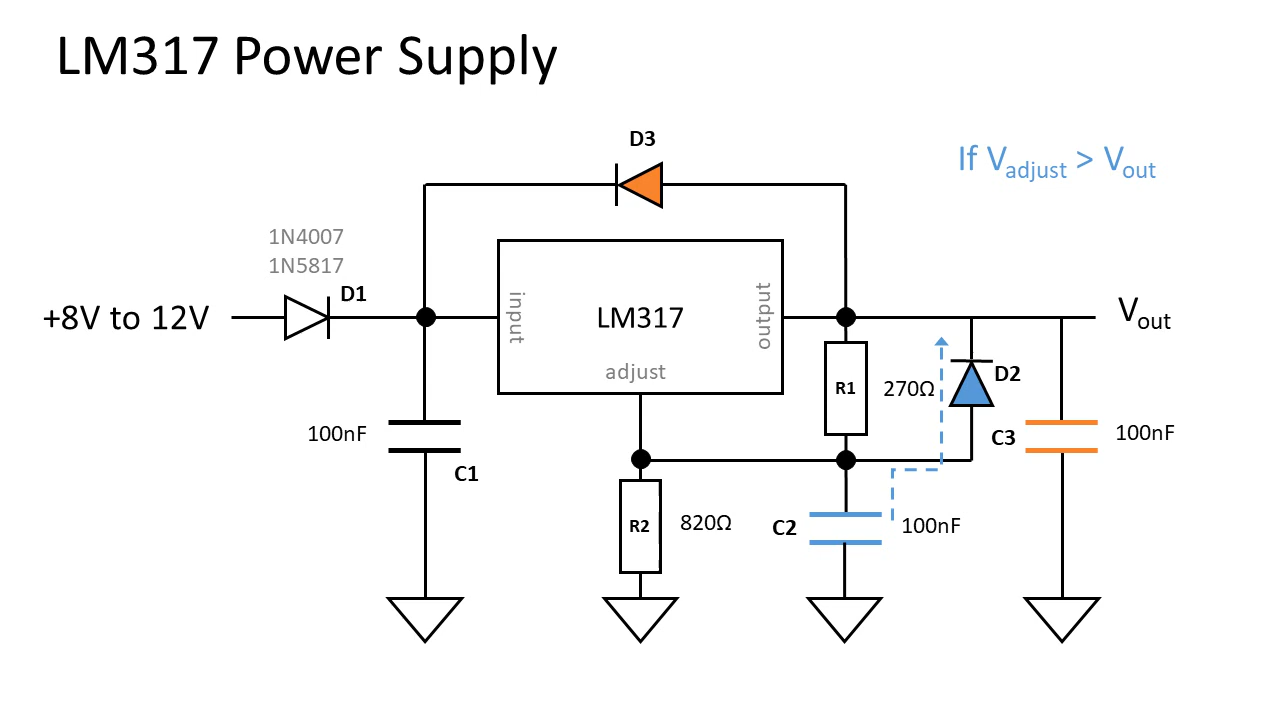 LM317 Power Supply
D3
If Vadjust > Vout
1N4007
1N5817
D1
+8V to 12V
input
LM317
output
adjust
Vout
R1
270Ω
D2
100nF
C1
C3
100nF
R2
820Ω
C2
100nF